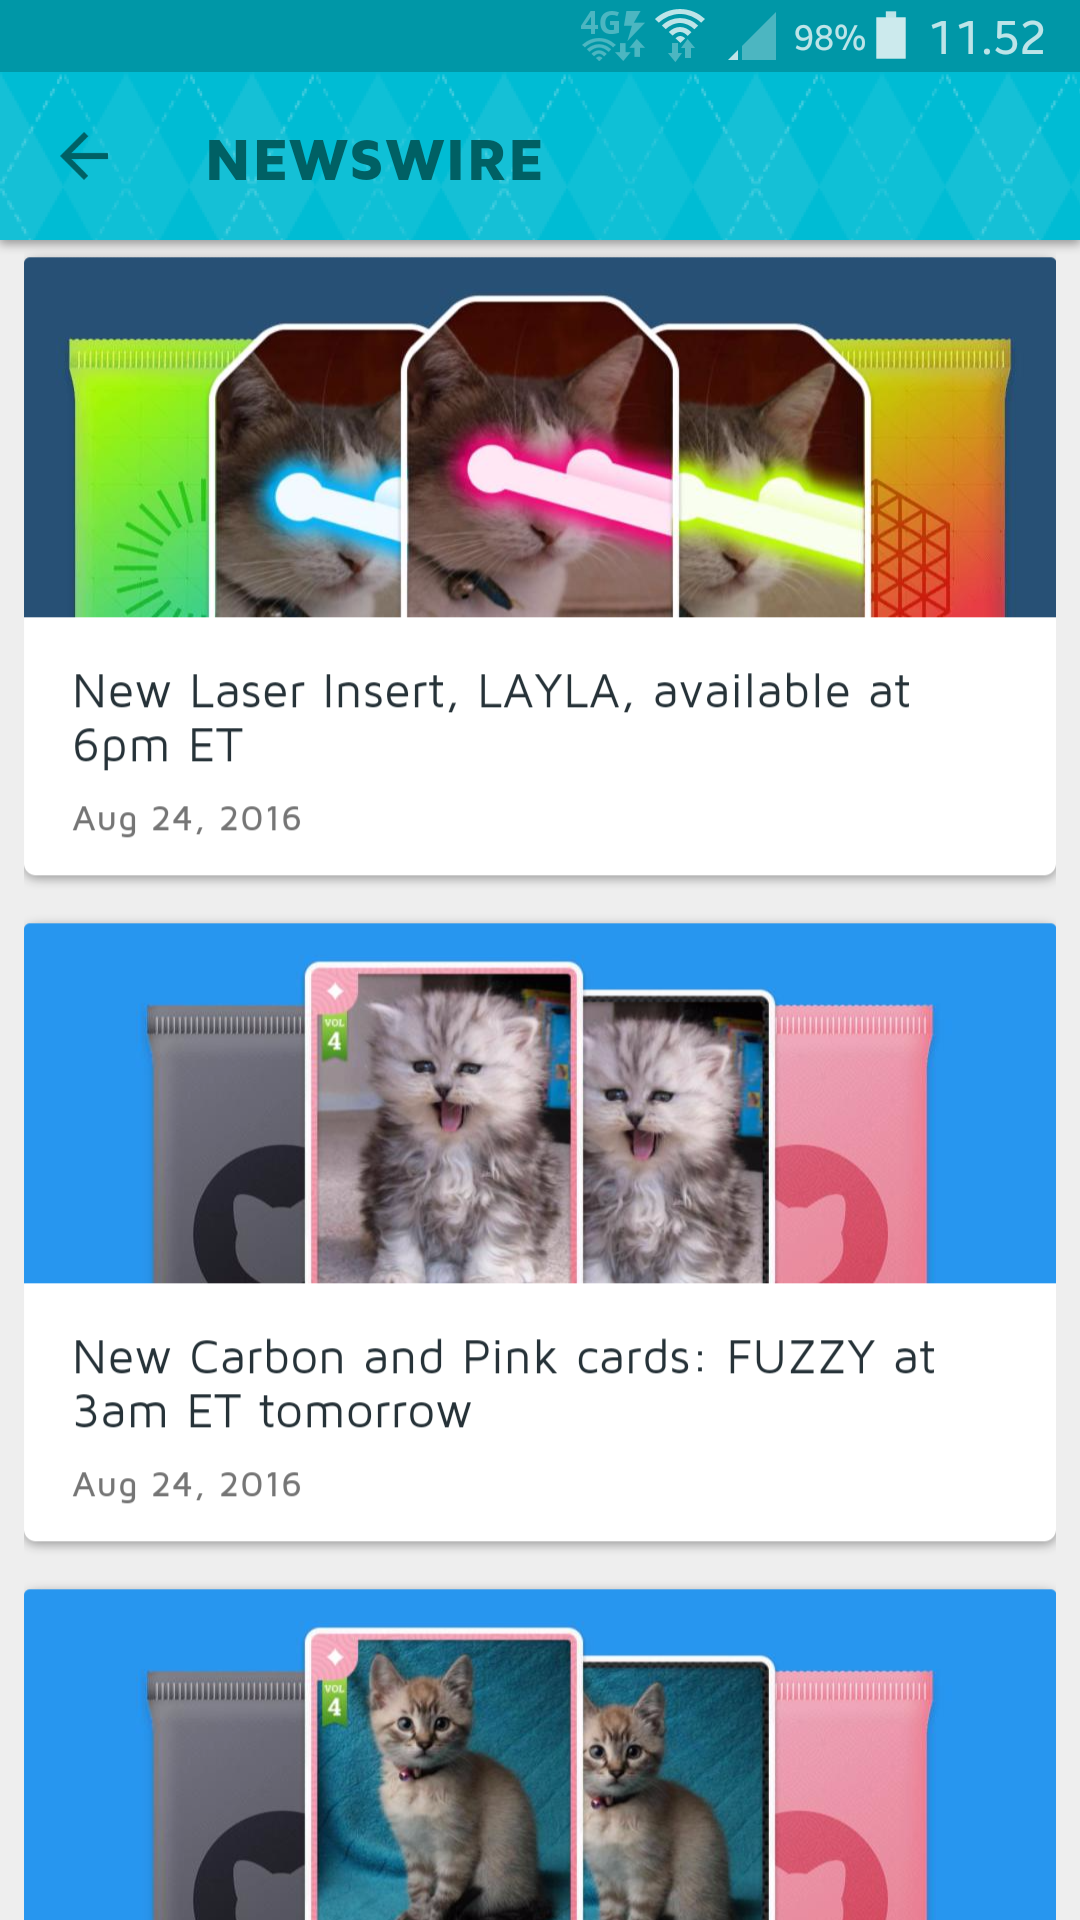 4G 98% 11.52
NEWSWIRE
New Laser Insert, LAYLA, available at
6pm ET
Aug 24, 2016
VOL
4
New Carbon and Pink cards: FUZZY at
3am ET tomorrow
Aug 24, 2016
VOL
4